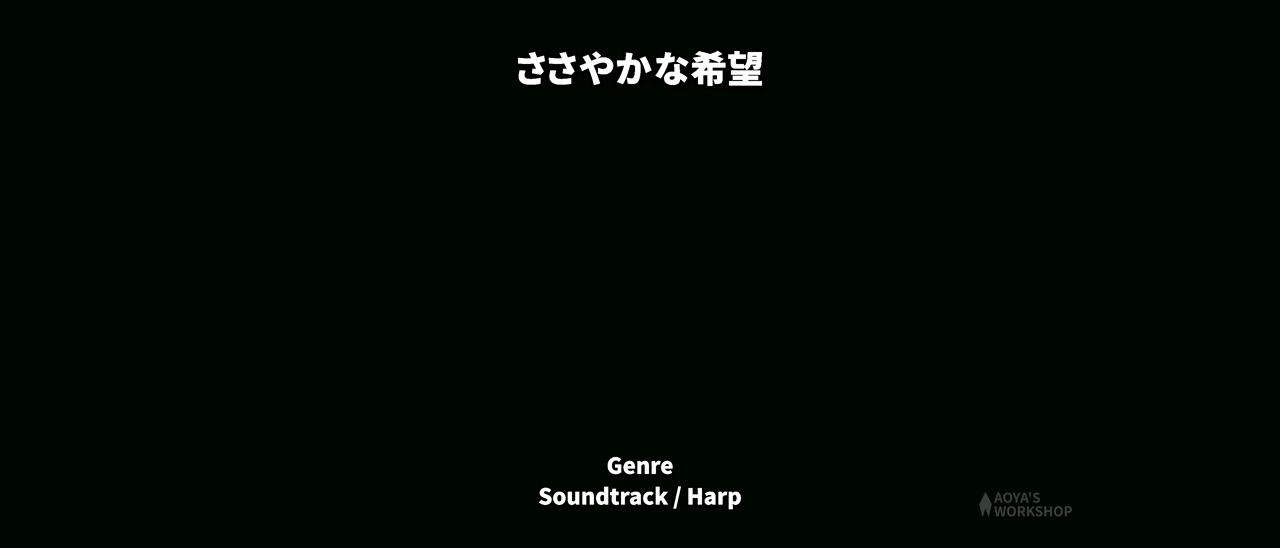 ささやかな希望
Genre
Soundtrack / Harp
AOYA'S
WORKSHOP